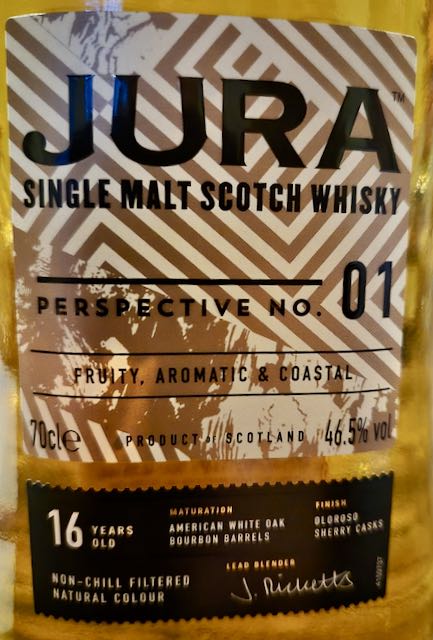 JURA™
SINGLE MALT SCOTCH WHISKY
PERSPECTIVE NO. 01
FRUITY, AROMATIC & COASTAL
70cl℮ PRODUCT OF SCOTLAND 46.5% vol
16 YEARS OLD
MATURATION
AMERICAN WHITE OAK
BOURBON BARRELS
FINISH
OLOROSO
SHERRY CASKS
NON-CHILL FILTERED
NATURAL COLOUR
LEAD BLENDER
J. Ricketts